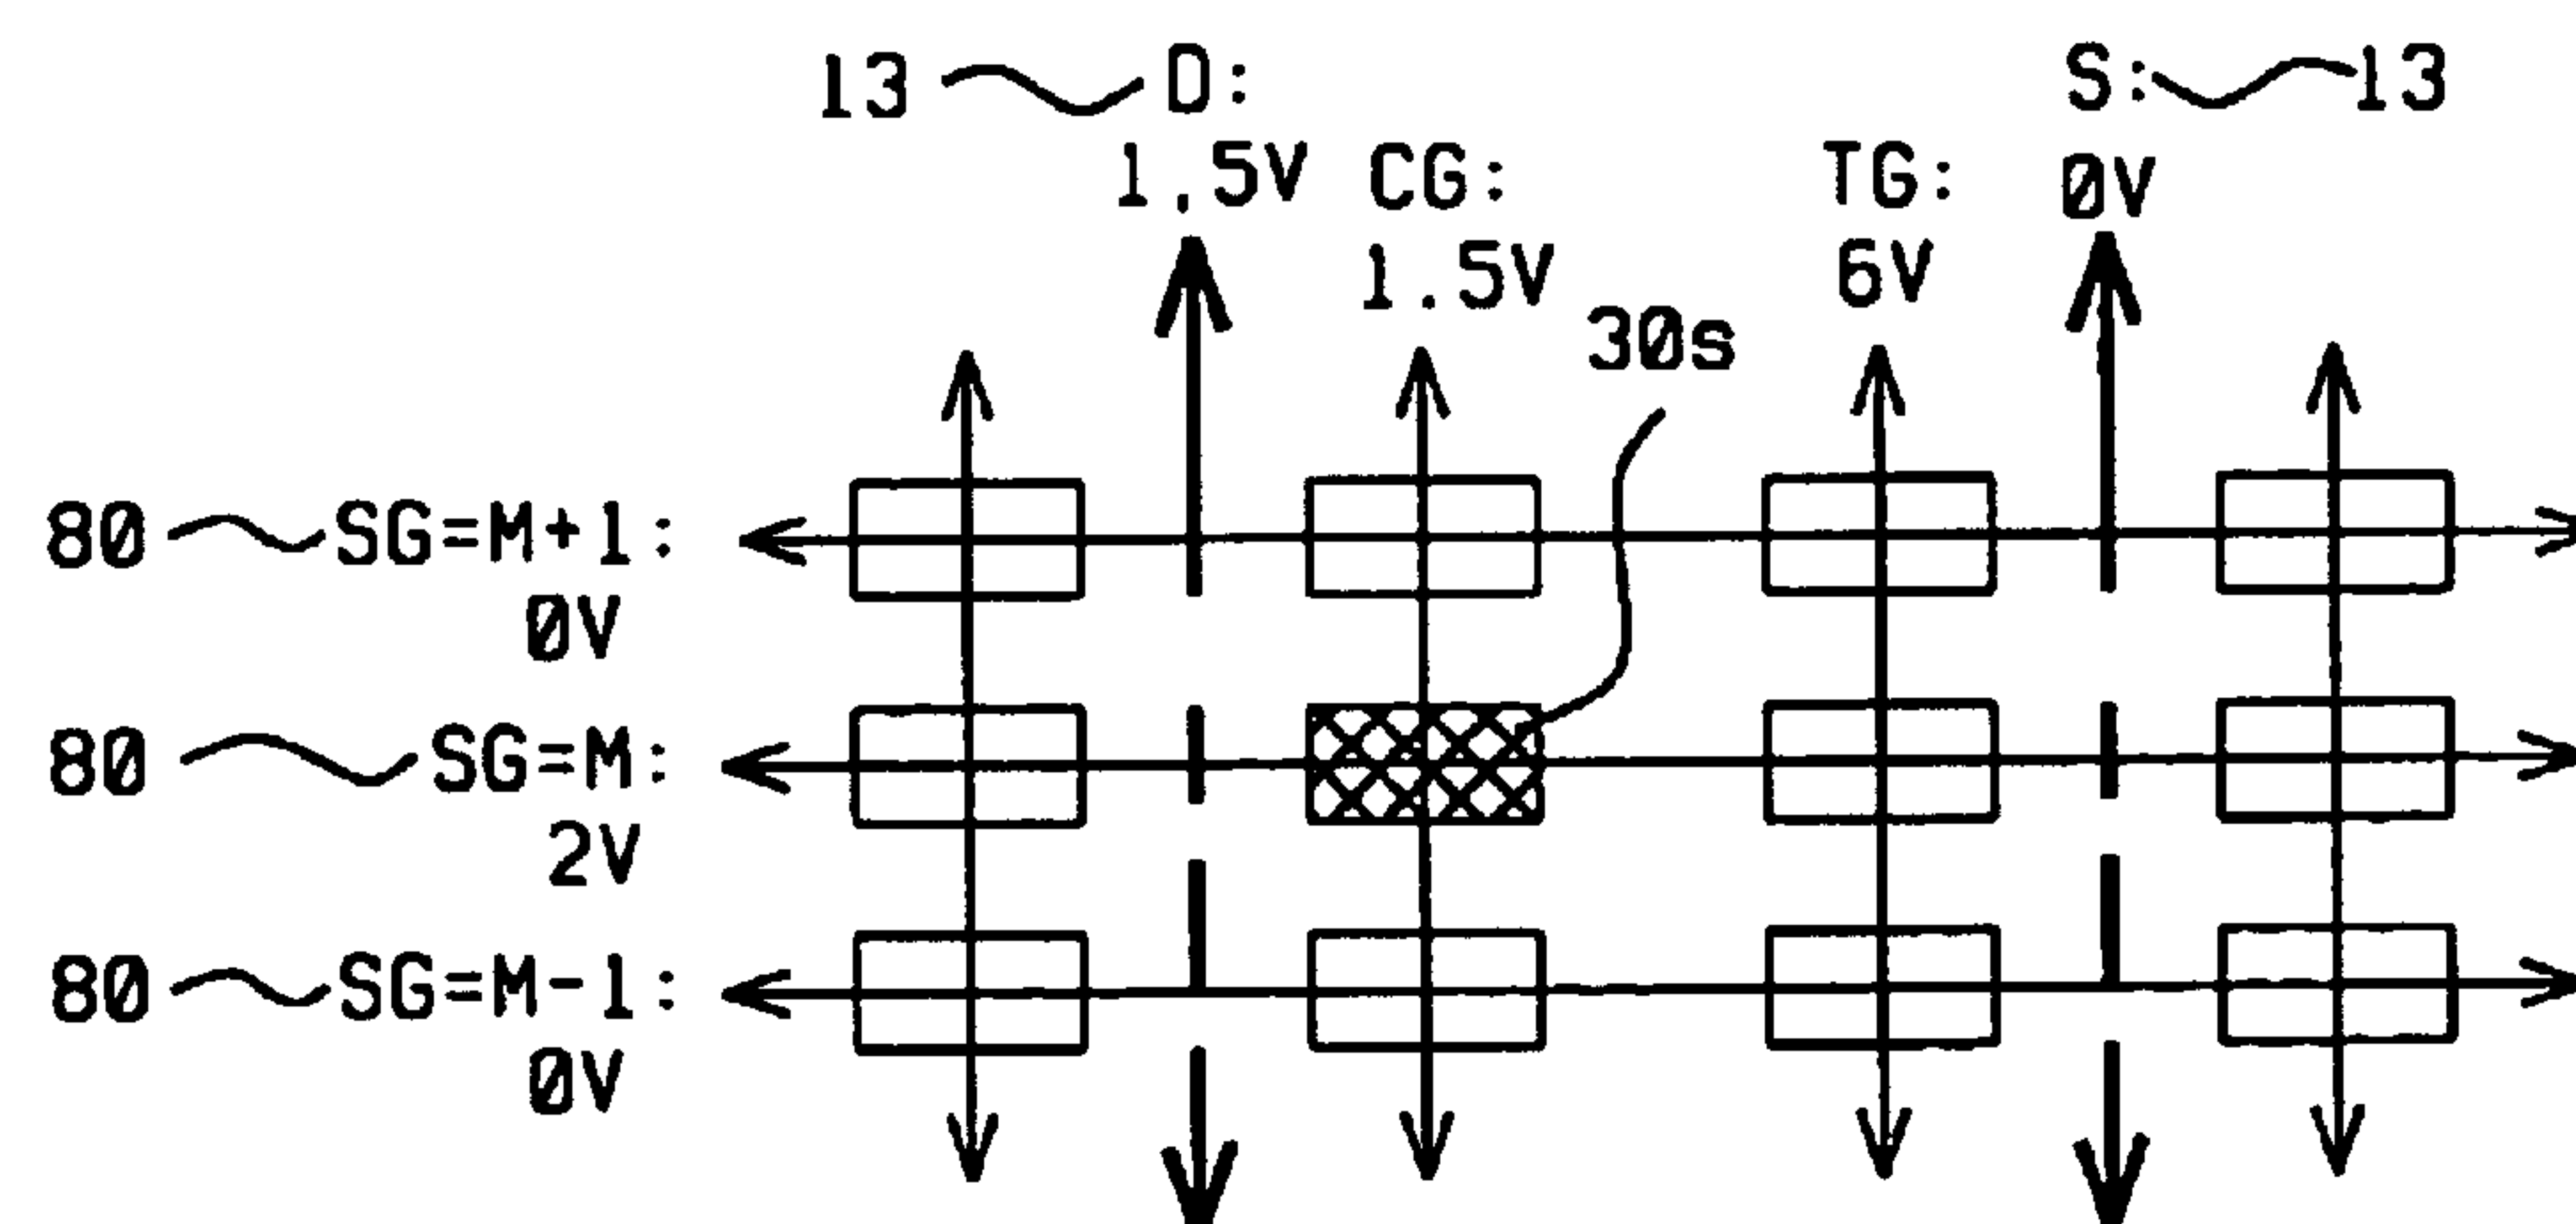 13 D: S: 13
1.5V CG: TG: 0V
1.5V 6V
30s
80 SG=M+1:
0V
80 SG=M:
2V
80 SG=M-1:
0V